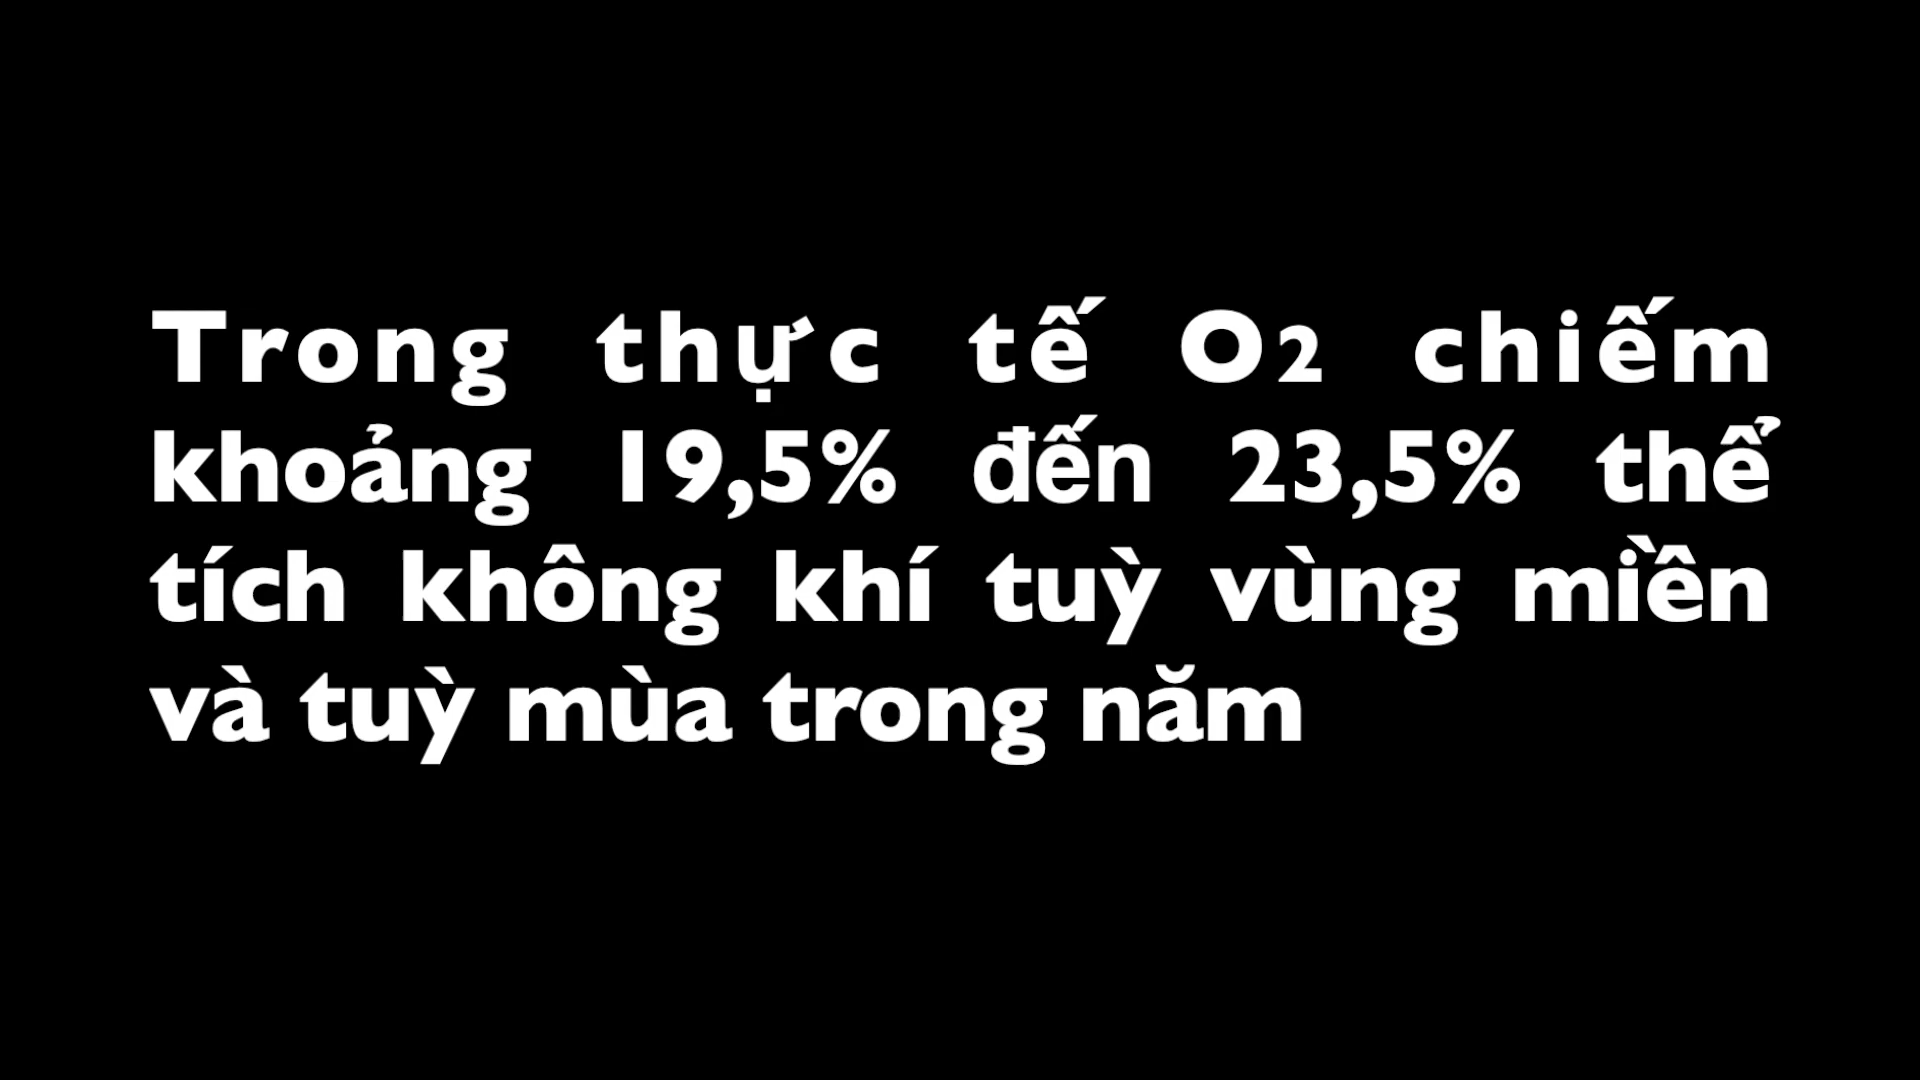 Trong thực tế O2 chiếm
khoảng 19,5% đến 23,5% thể
tích không khí tuỳ vùng miền
và tuỳ mùa trong năm